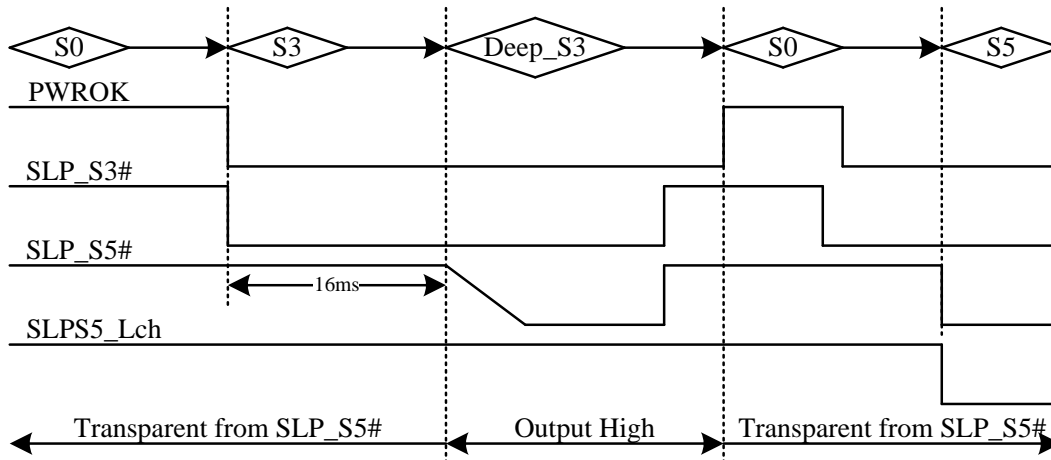 S0 S3 Deep_S3 S0 S5
PWROK
SLP_S3#
SLP_S5#
16ms
SLPS5_Lch
Transparent from SLP_S5# Output High Transparent from SLP_S5#